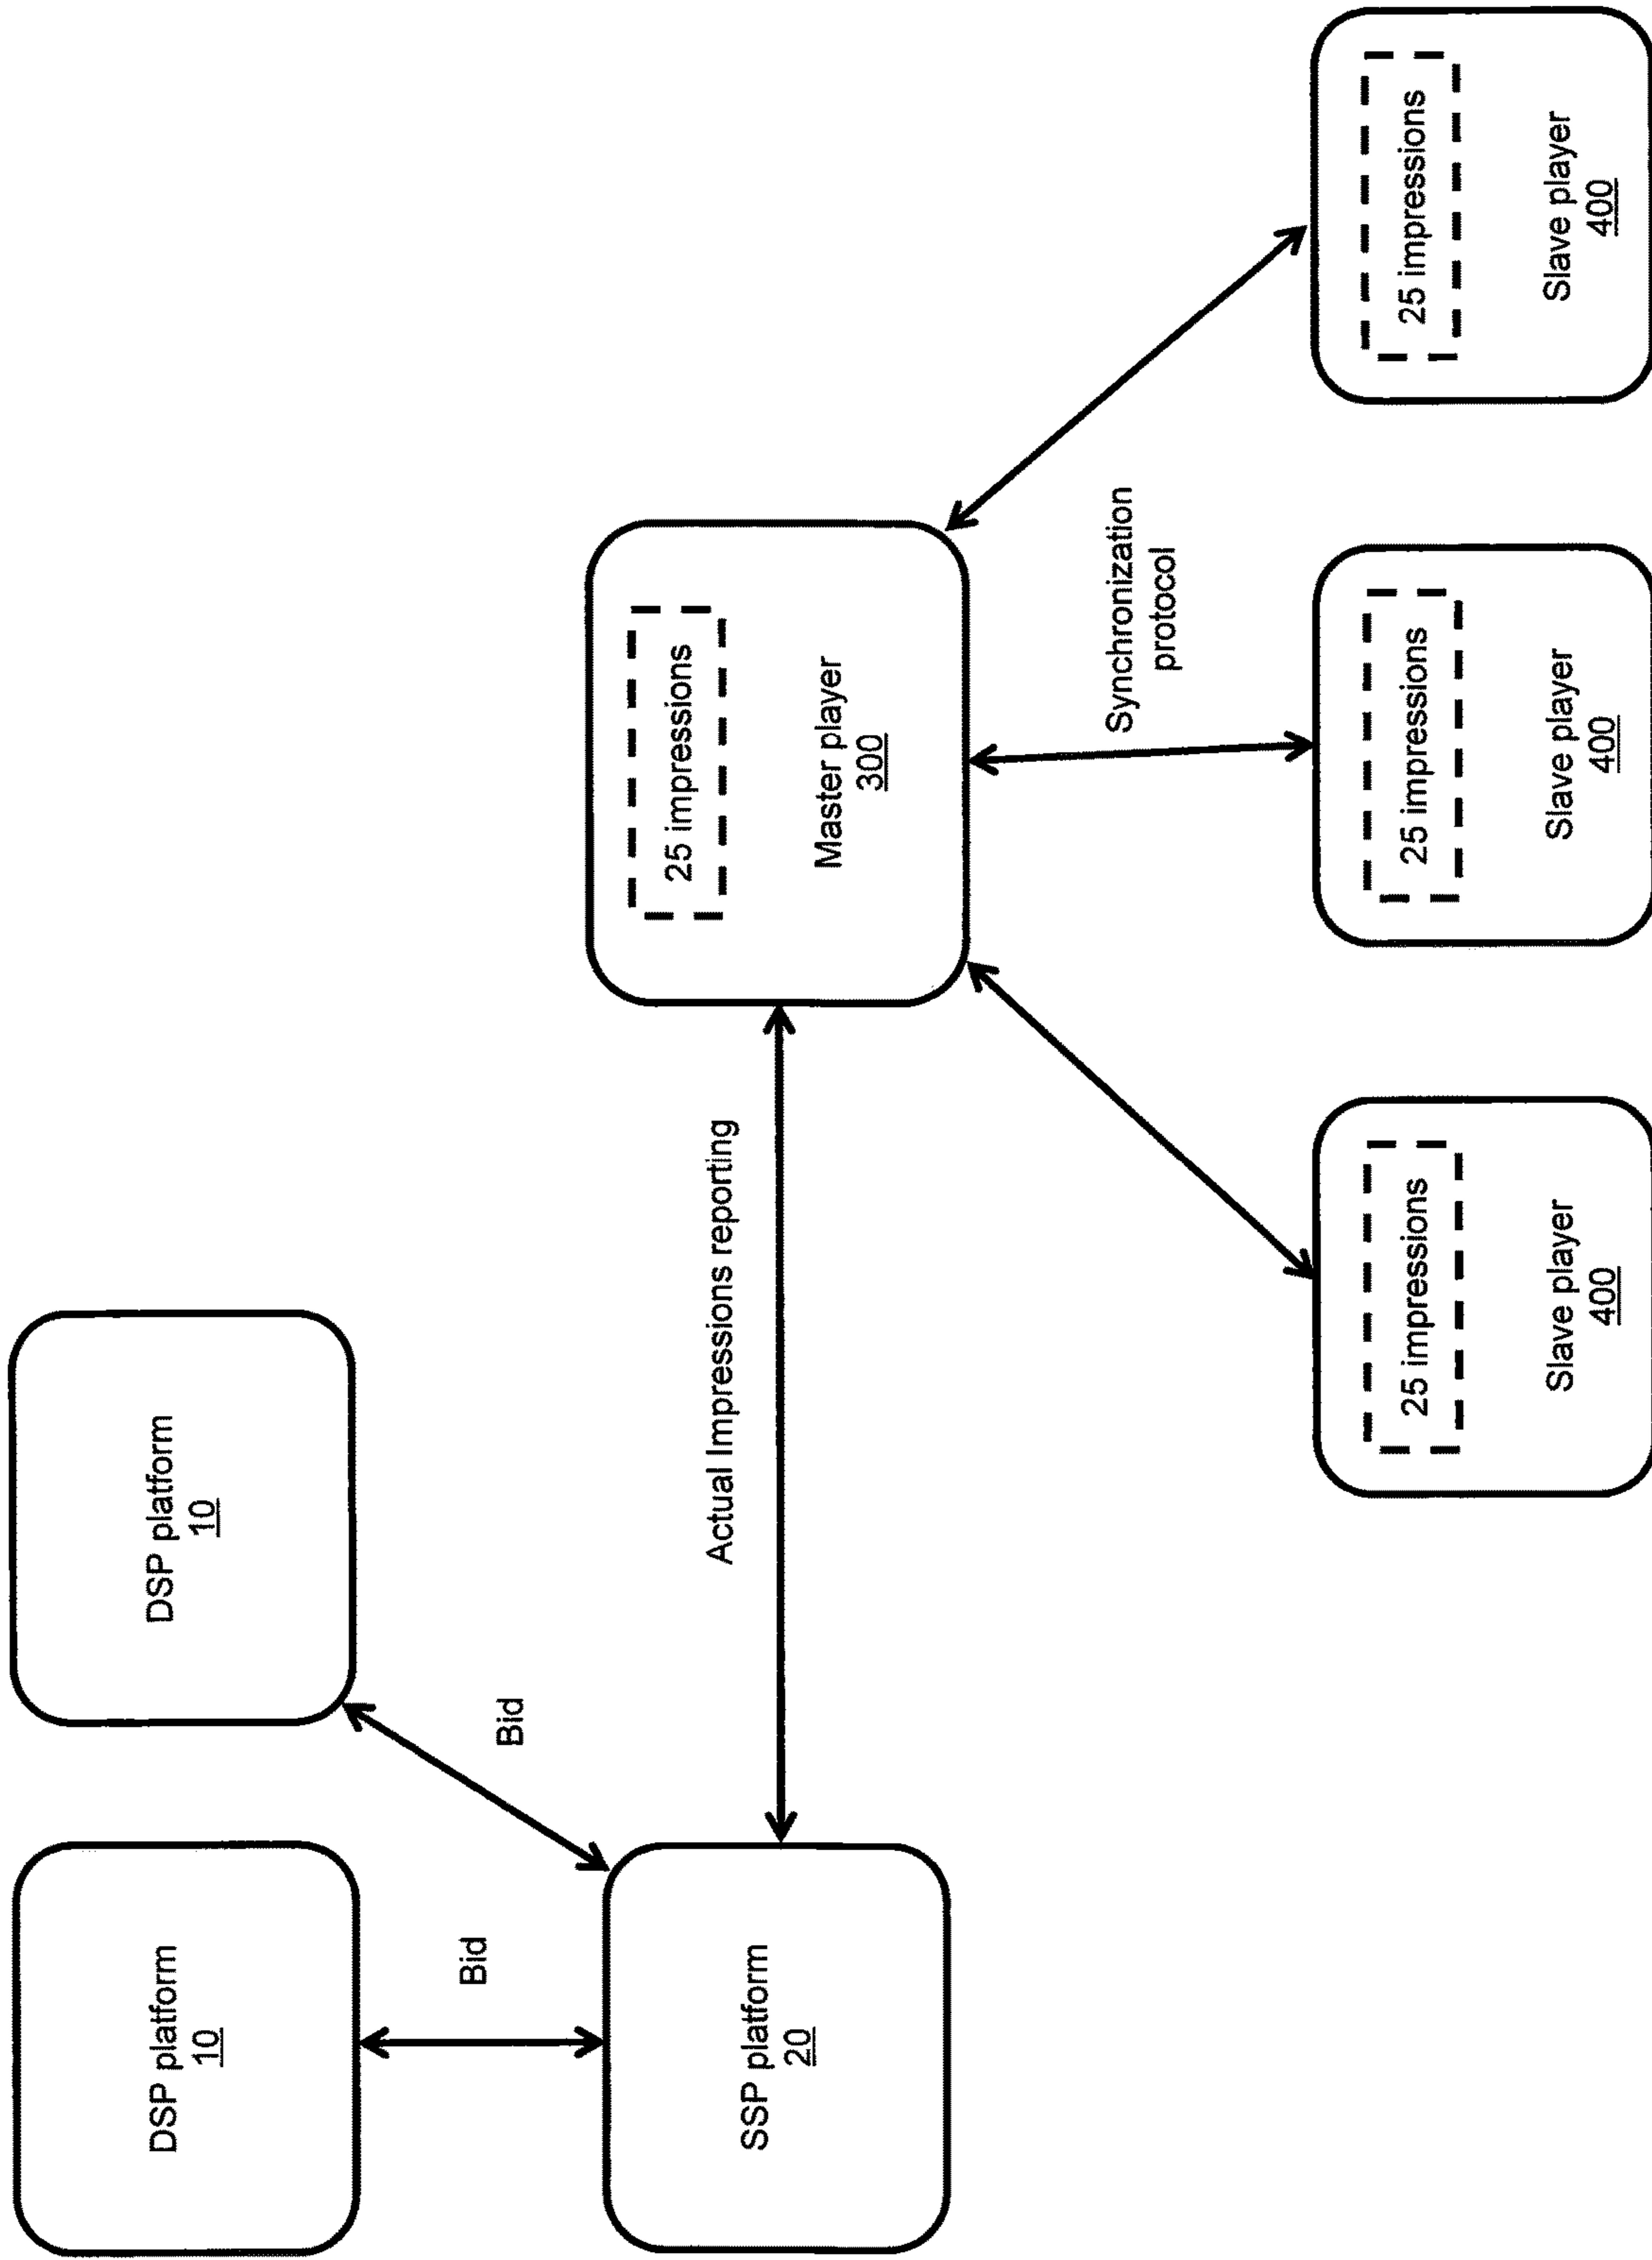 DSP platform
10
DSP platform
10
Bid
Bid
SSP platform
20
Actual Impressions reporting
25 impressions
Master player
300
Synchronization
protocol
25 impressions
Slave player
400
25 impressions
Slave player
400
25 impressions
Slave player
400